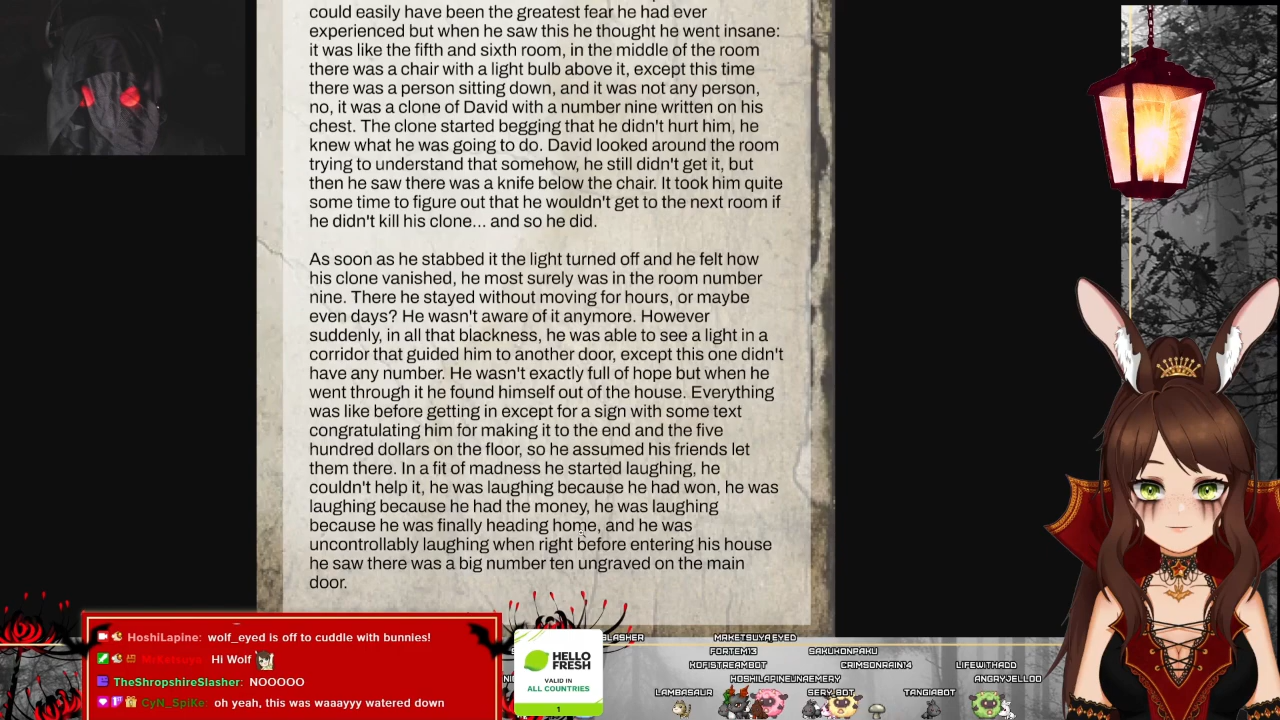 could easily have been the greatest fear he had ever
experienced but when he saw this he thought he went insane:
it was like the fifth and sixth room, in the middle of the room
there was a chair with a light bulb above it, except this time
there was a person sitting down, and it was not any person,
no, it was a clone of David with a number nine written on his
chest. The clone started begging that he didn't hurt him, he
knew what he was going to do. David looked around the room
trying to understand that somehow, he still didn't get it, but
then he saw there was a knife below the chair. It took him quite
some time to figure out that he wouldn't get to the next room if
he didn't kill his clone... and so he did.
As soon as he stabbed it the light turned off and he felt how
his clone vanished, he most surely was in the room number
nine. There he stayed without moving for hours, or maybe
even days? He wasn't aware of it anymore. However
suddenly, in all that blackness, he was able to see a light in a
corridor that guided him to another door, except this one didn't
have any number. He wasn't exactly full of hope but when he
went through it he found himself out of the house. Everything
was like before getting in except for a sign with some text
congratulating him for making it to the end and the five
hundred dollars on the floor, so he assumed his friends let
them there. In a fit of madness he started laughing, he
couldn't help it, he was laughing because he had won, he was
laughing because he had the money, he was laughing
because he was finally heading home, and he was
uncontrollably laughing when right before entering his house
he saw there was a big number ten ungraved on the main
door.
HoshiLapine: wolf_eyed is off to cuddle with bunnies!
MrKetsuya: Hi Wolf
TheShropshireSlasher: NOOOOO
CyN_SpiKe: oh yeah, this was waaayyy watered down
HELLO
FRESH
VALID IN
ALL COUNTRIES
1
SLASHER
MRKETSUYAEYED
FORTEM13
SAKUKONPAKU
KOFISTREAMBOT
CRIMSONRAIN14
LIFEWITHADD
HOSHILAPINEUNAEMERY
ANGRYJELLOO
LAMBASAUR
SERY_BOT
TANGIABOT